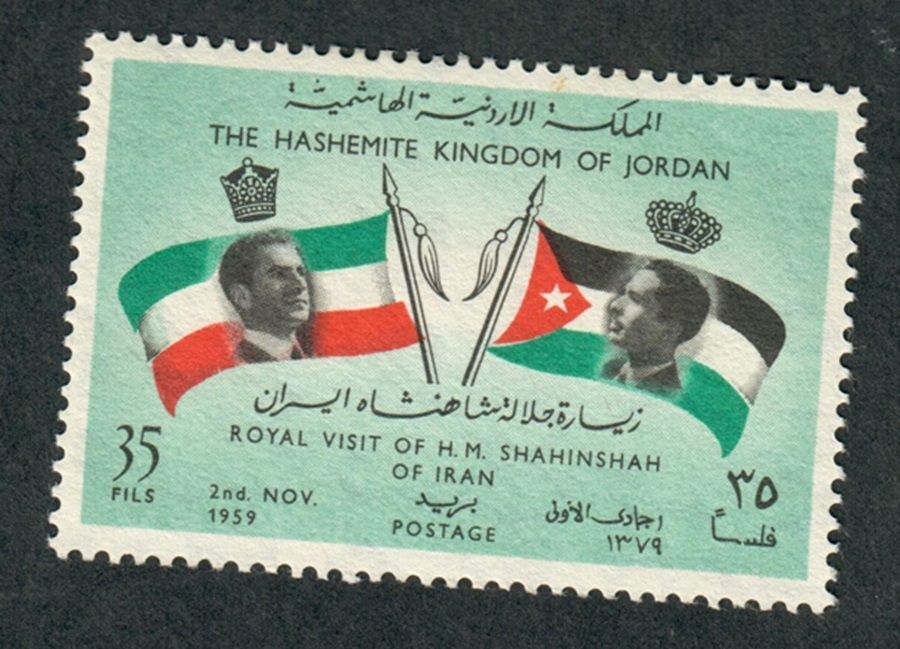 المملكة الاردنية الهاشمية
THE HASHEMITE KINGDOM OF JORDAN
زيارة جلالة شاهنشاه ايران
ROYAL VISIT OF H.M. SHAHINSHAH
OF IRAN
35
FILS
2nd. NOV.
1959
بريد
POSTAGE
١جمادى الاولى
١٣٧٩
٣٥
فلساً